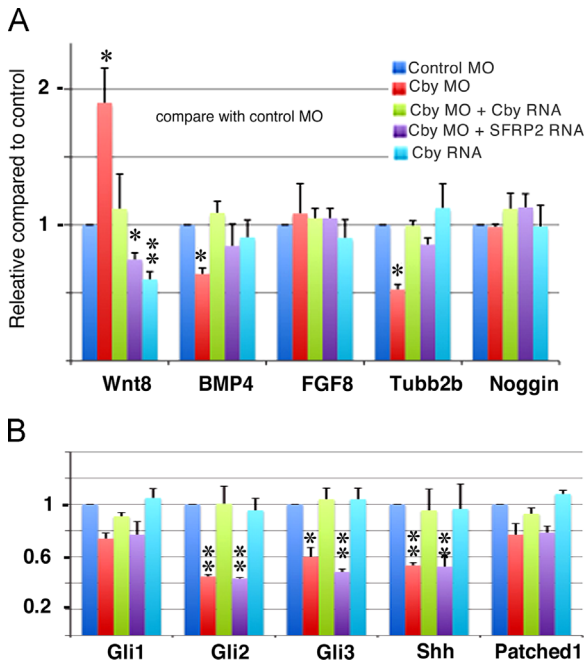 A
Releative compared to control
2
1
*
*
**
*
*
compare with control MO
Control MO
Cby MO
Cby MO + Cby RNA
Cby MO + SFRP2 RNA
Cby RNA
Wnt8 BMP4 FGF8 Tubb2b Noggin
B
1
0.6
0.2
** ** * ** ** **
Gli1 Gli2 Gli3 Shh Patched1